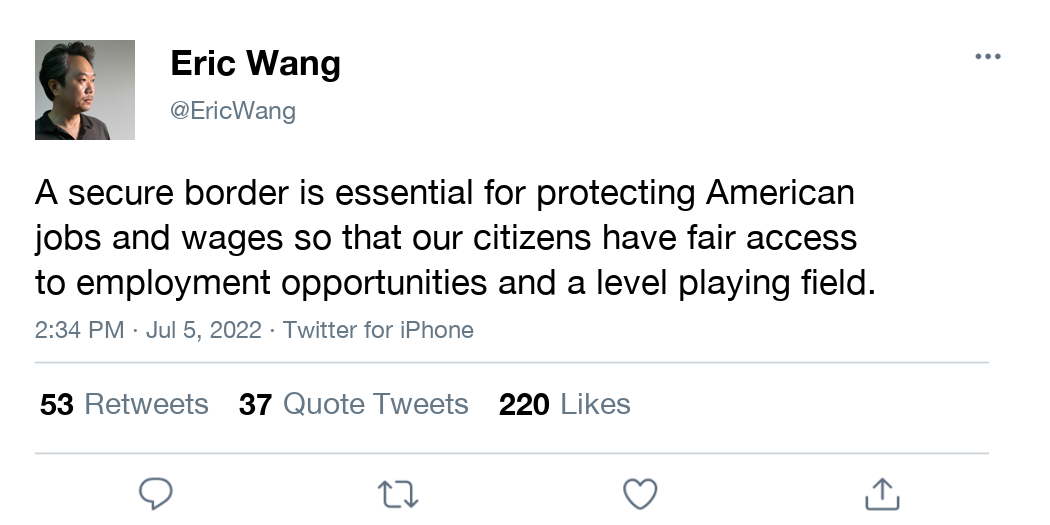 Eric Wang
@EricWang
A secure border is essential for protecting American
jobs and wages so that our citizens have fair access
to employment opportunities and a level playing field.
2:34 PM · Jul 5, 2022 · Twitter for iPhone
53 Retweets 37 Quote Tweets 220 Likes